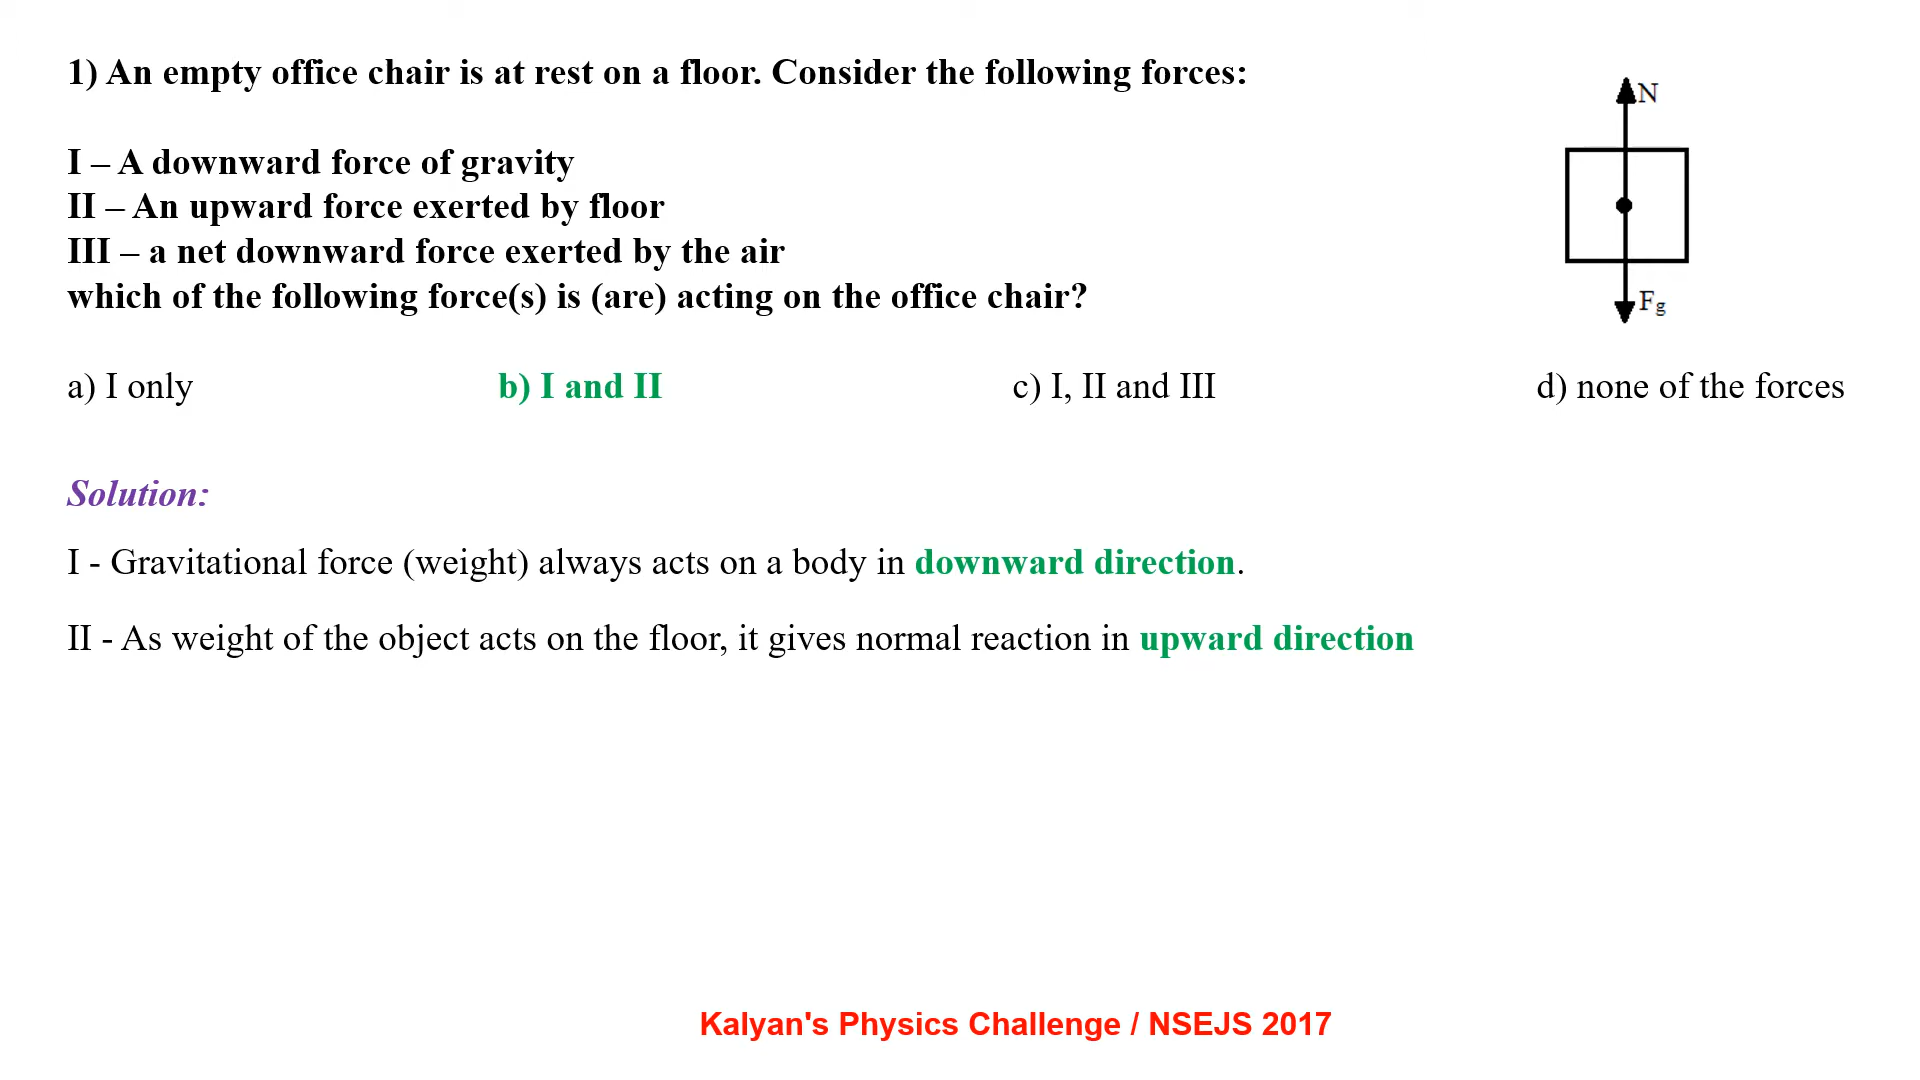 1) An empty office chair is at rest on a floor. Consider the following forces:
N
I – A downward force of gravity
II – An upward force exerted by floor
III – a net downward force exerted by the air
which of the following force(s) is (are) acting on the office chair?
Fg
a) I only b) I and II c) I, II and III d) none of the forces
Solution:
I - Gravitational force (weight) always acts on a body in downward direction.
II - As weight of the object acts on the floor, it gives normal reaction in upward direction
Kalyan's Physics Challenge / NSEJS 2017